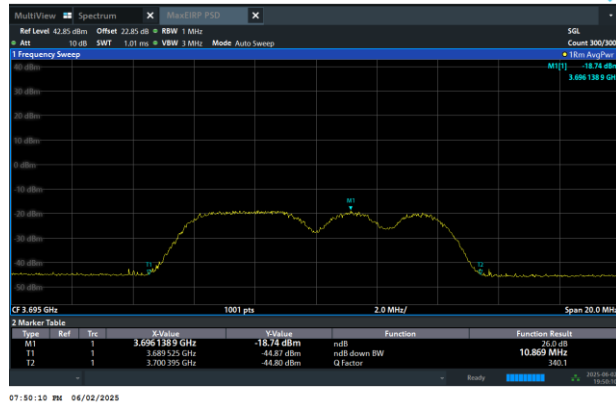 MultiView Spectrum X MaxEIRP PSD X
Ref Level 42.85 dBm Offset 22.85 dB RBW 1 MHz SGL
Att 10 dB SWT 1.01 ms VBW 3 MHz Mode Auto Sweep Count 300/300
1 Frequency Sweep 1Rm AvgPwr
40 dBm M1[1] -18.74 dBm
3.696 138 9 GHz
30 dBm
20 dBm
10 dBm
0 dBm
-10 dBm
M1
-20 dBm
-30 dBm
-40 dBm
T1 T2
-50 dBm
CF 3.695 GHz 1001 pts 2.0 MHz/ Span 20.0 MHz
2 Marker Table
Type Ref Trc X-Value Y-Value Function Function Result
M1 1 3.696 138 9 GHz -18.74 dBm ndB 26.0 dB
T1 1 3.689 525 GHz -44.87 dBm ndB down BW 10.869 MHz
T2 1 3.700 395 GHz -44.80 dBm Q Factor 340.1
Ready 2025-06-02
19:50:10
07:50:10 PM 06/02/2025